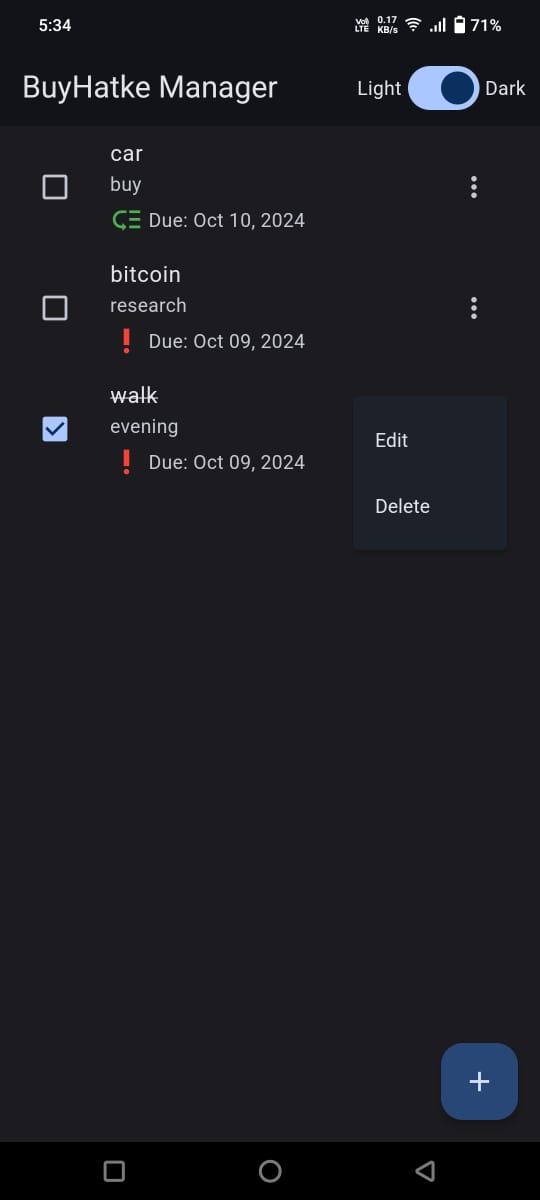 5:34 Vo) LTE 0.17 KB/s 71%
BuyHatke Manager Light Dark
car
buy
Due: Oct 10, 2024
bitcoin
research
Due: Oct 09, 2024
walk
evening
Due: Oct 09, 2024
Edit
Delete